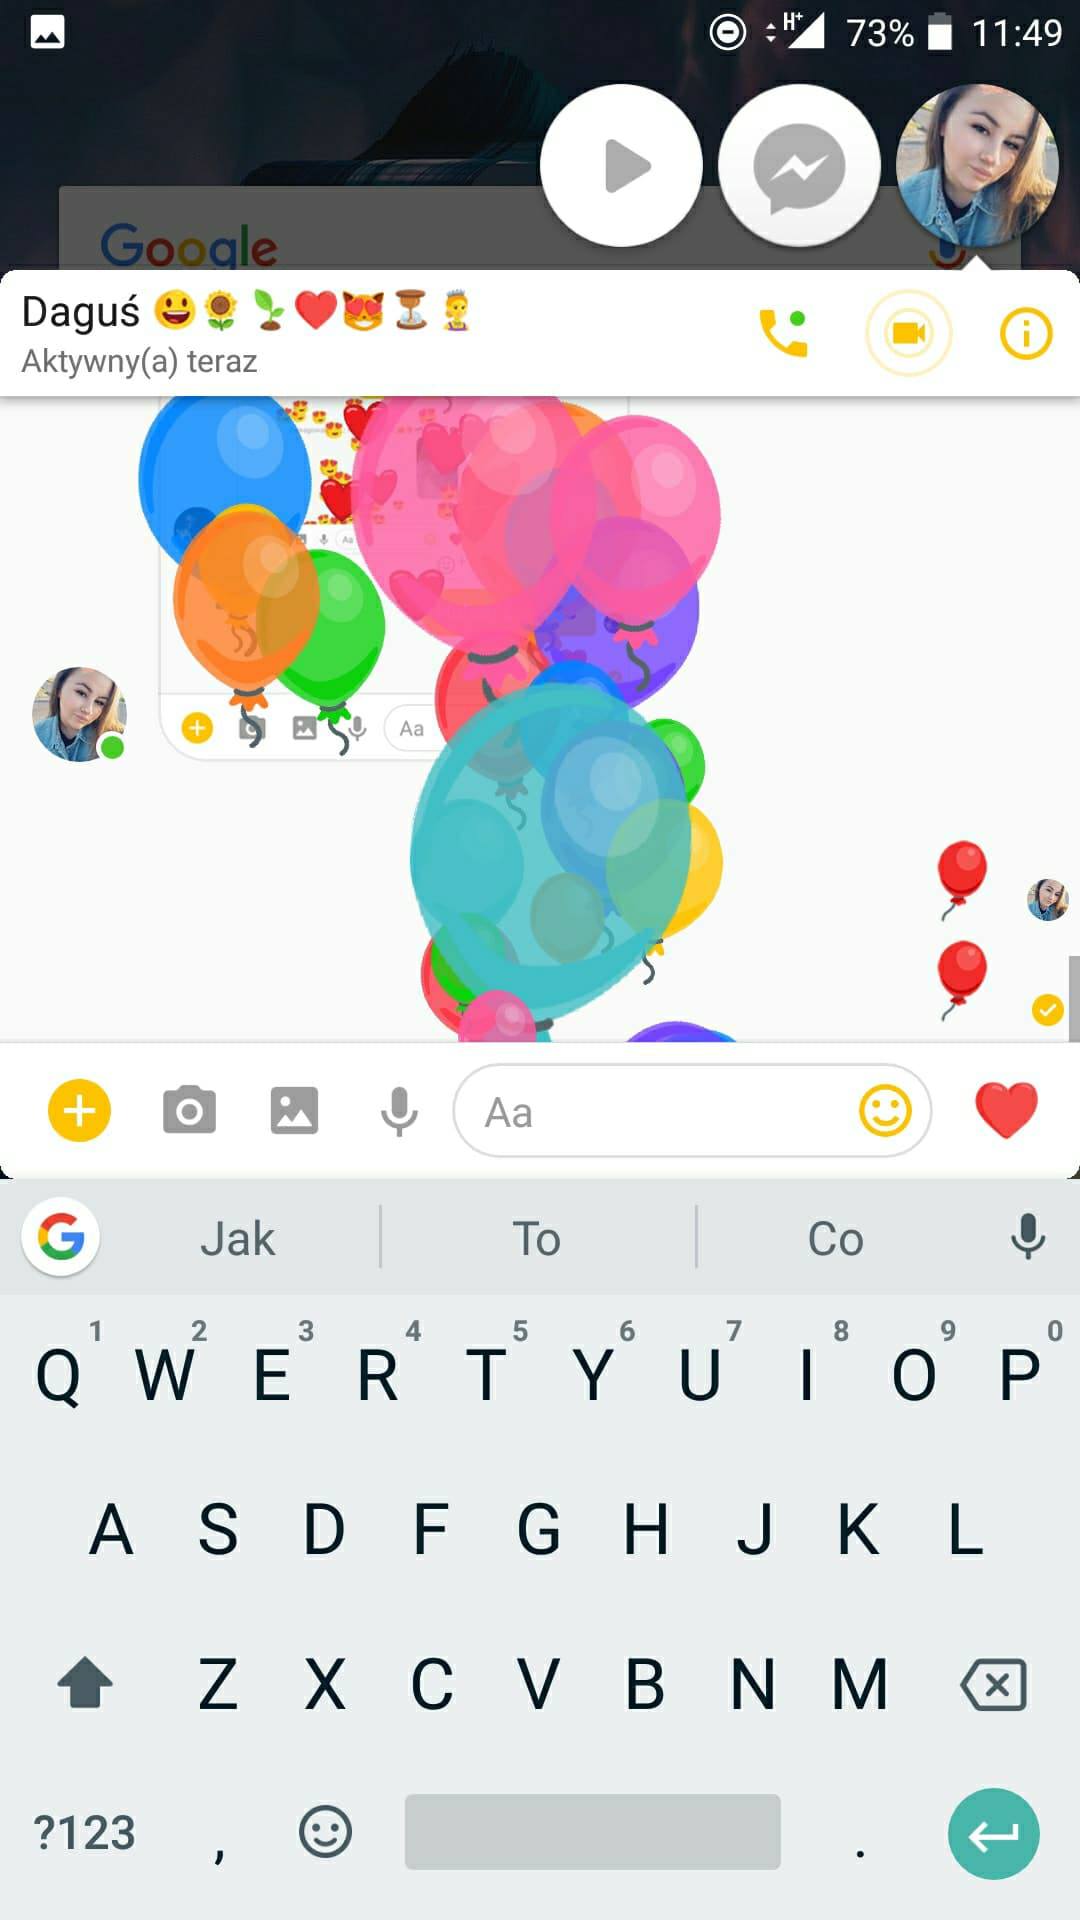 H+ 73% 11:49
Google
Daguś 😃🌻🌱❤️😻⏳👸
Aktywny(a) teraz
Aa
Aa
Aa
Jak To Co
1 2 3 4 5 6 7 8 9 0
Q W E R T Y U I O P
A S D F G H J K L
Z X C V B N M
?123 , .